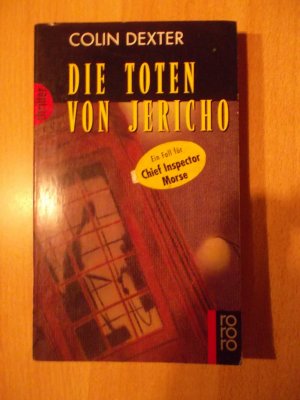 COLIN DEXTER
DIE TOTEN
VON JERICHO
Ein Fall für
Chief Inspector
Morse
ro
ro
ro